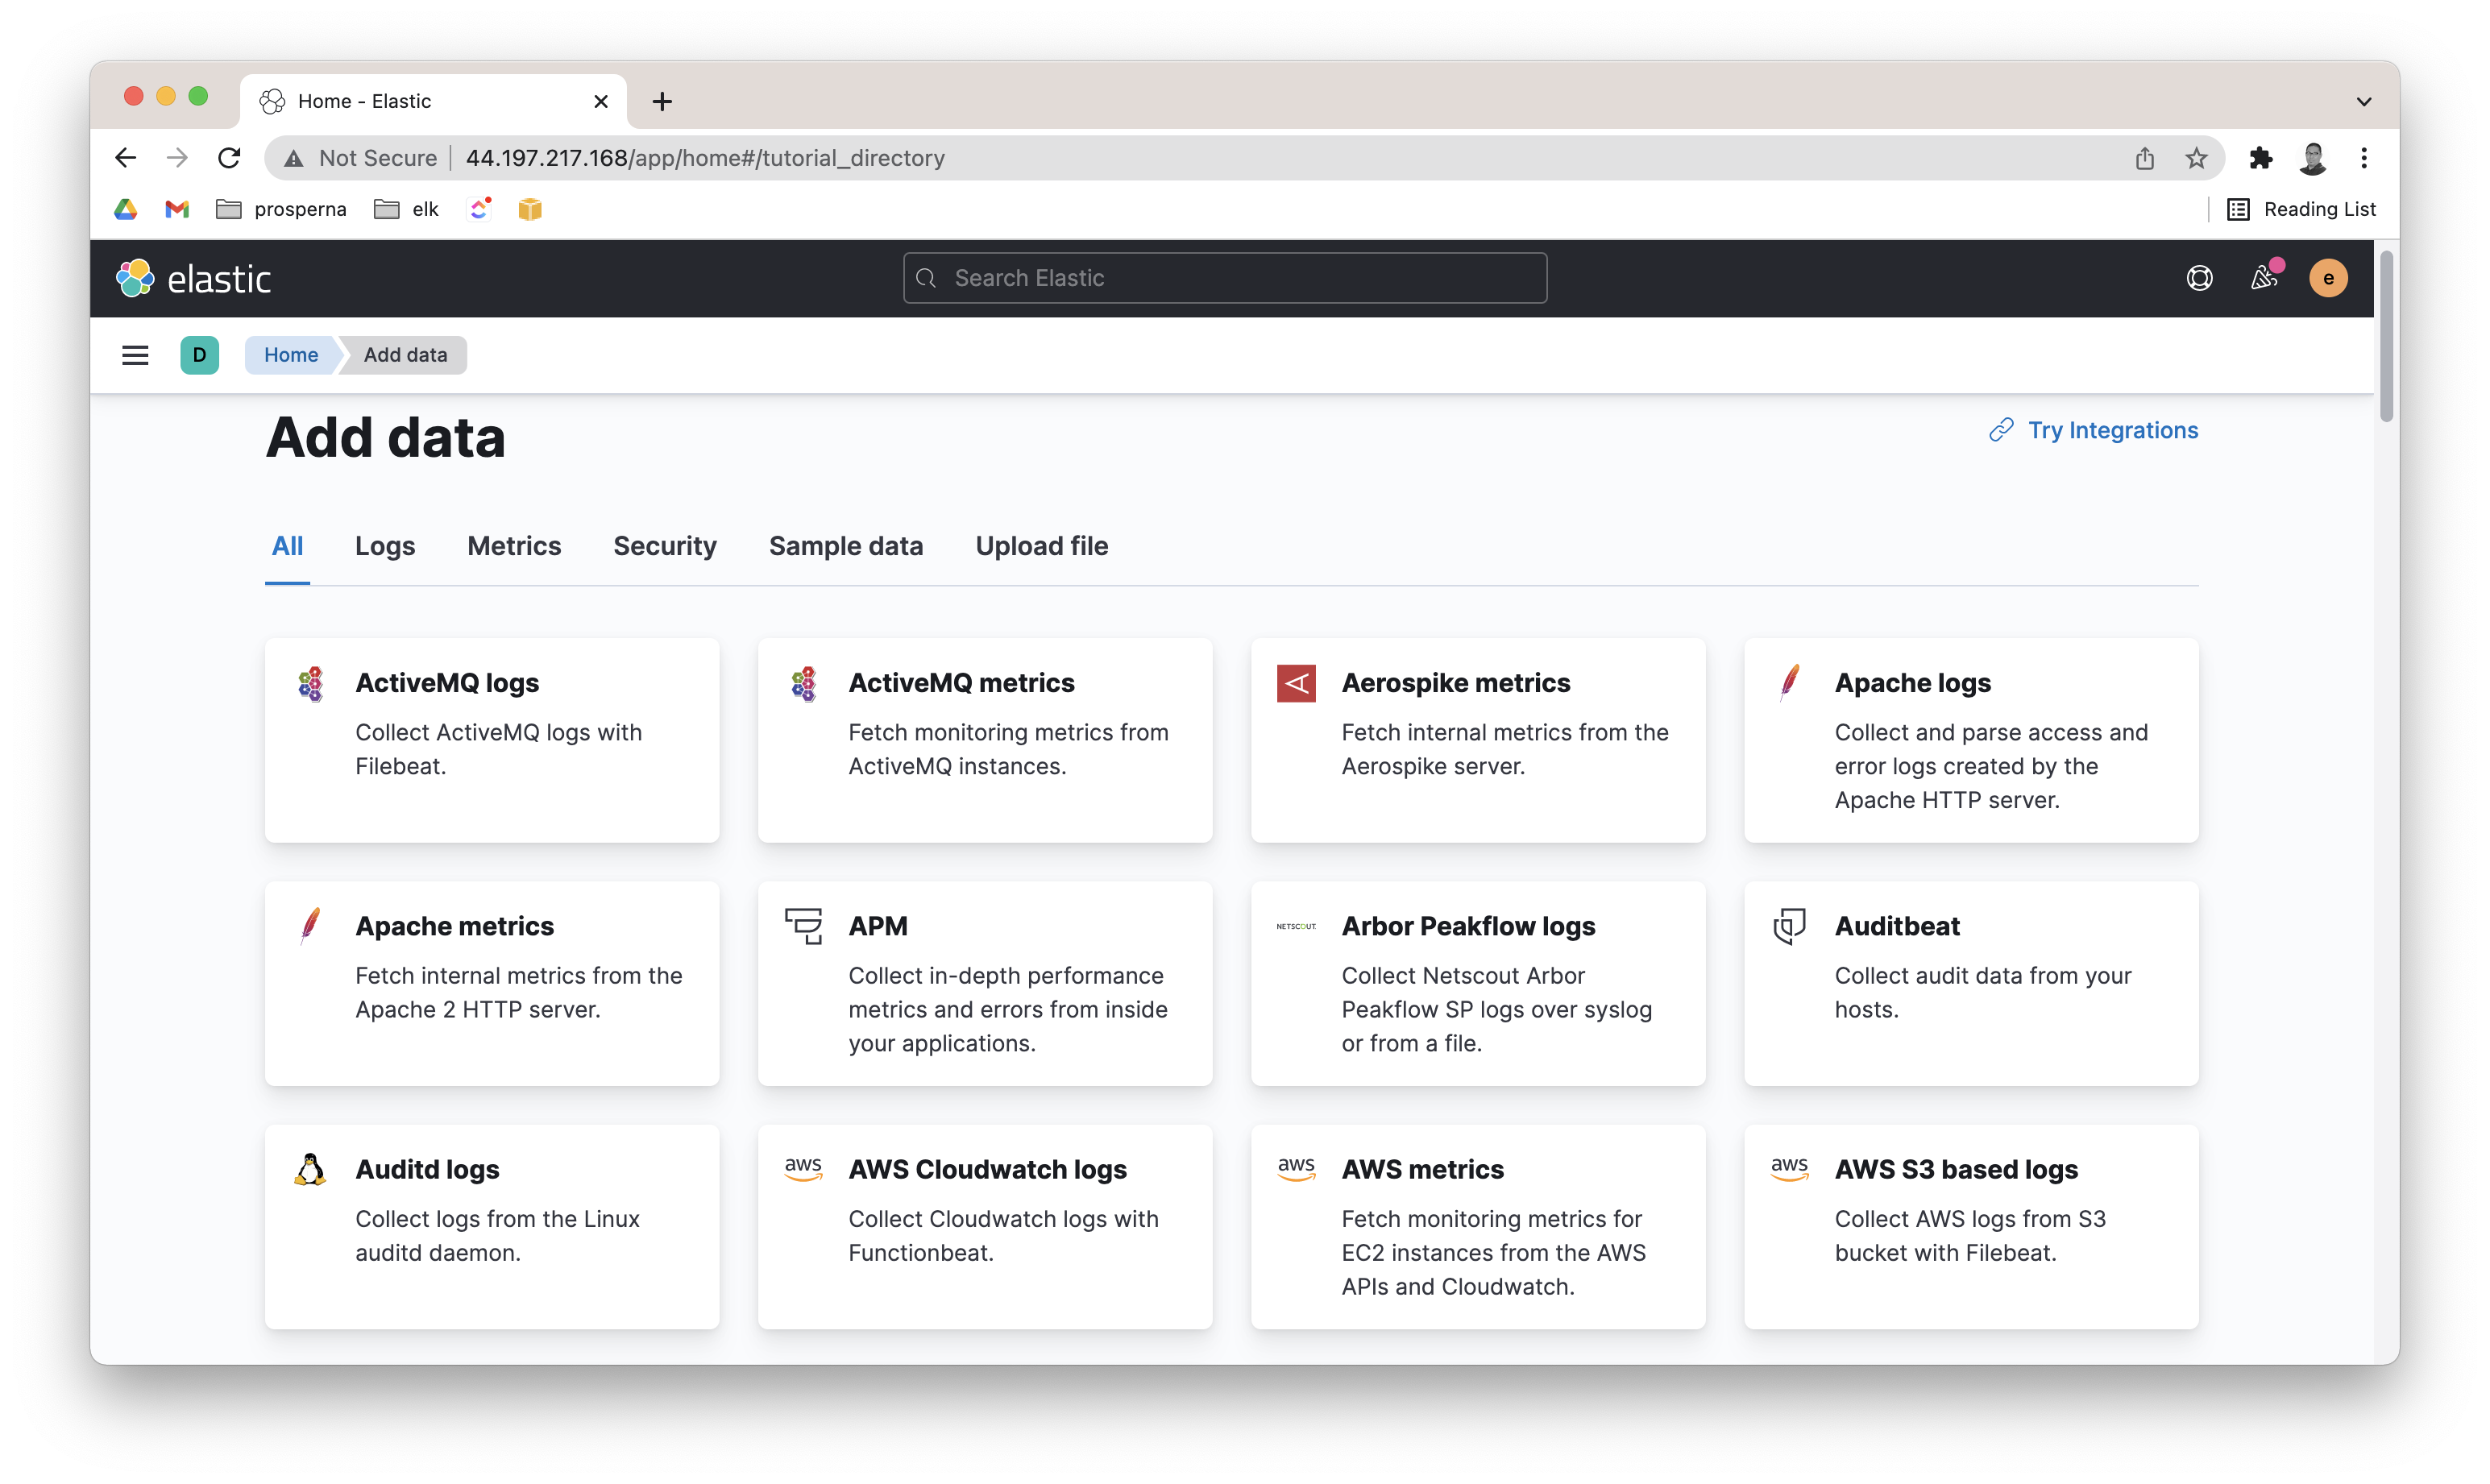 Home - Elastic
Not Secure 44.197.217.168/app/home#/tutorial_directory
prosperna elk Reading List
elastic Search Elastic e
D Home Add data
Add data Try Integrations
All Logs Metrics Security Sample data Upload file
ActiveMQ logs
Collect ActiveMQ logs with
Filebeat.
ActiveMQ metrics
Fetch monitoring metrics from
ActiveMQ instances.
Aerospike metrics
Fetch internal metrics from the
Aerospike server.
Apache logs
Collect and parse access and
error logs created by the
Apache HTTP server.
Apache metrics
Fetch internal metrics from the
Apache 2 HTTP server.
APM
Collect in-depth performance
metrics and errors from inside
your applications.
NETSCOUT.
Arbor Peakflow logs
Collect Netscout Arbor
Peakflow SP logs over syslog
or from a file.
Auditbeat
Collect audit data from your
hosts.
Auditd logs
Collect logs from the Linux
auditd daemon.
aws
AWS Cloudwatch logs
Collect Cloudwatch logs with
Functionbeat.
aws
AWS metrics
Fetch monitoring metrics for
EC2 instances from the AWS
APIs and Cloudwatch.
aws
AWS S3 based logs
Collect AWS logs from S3
bucket with Filebeat.